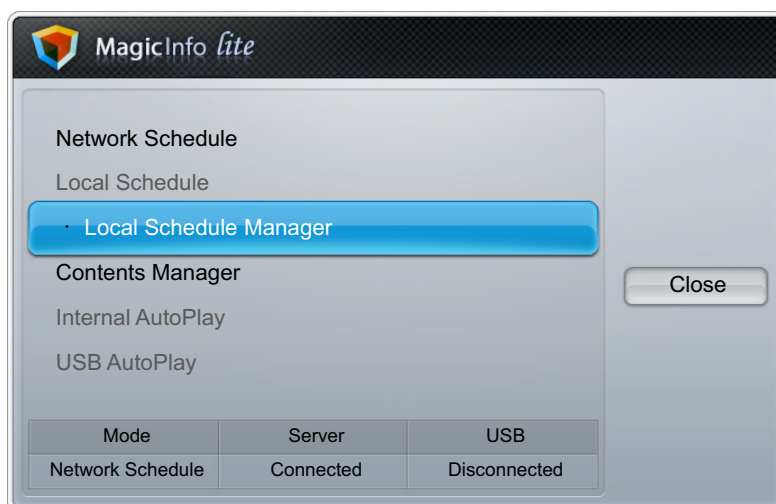 MagicInfo lite
Network Schedule
Local Schedule
· Local Schedule Manager
Contents Manager
Internal AutoPlay
USB AutoPlay
Close
Mode Server USB
Network Schedule Connected Disconnected